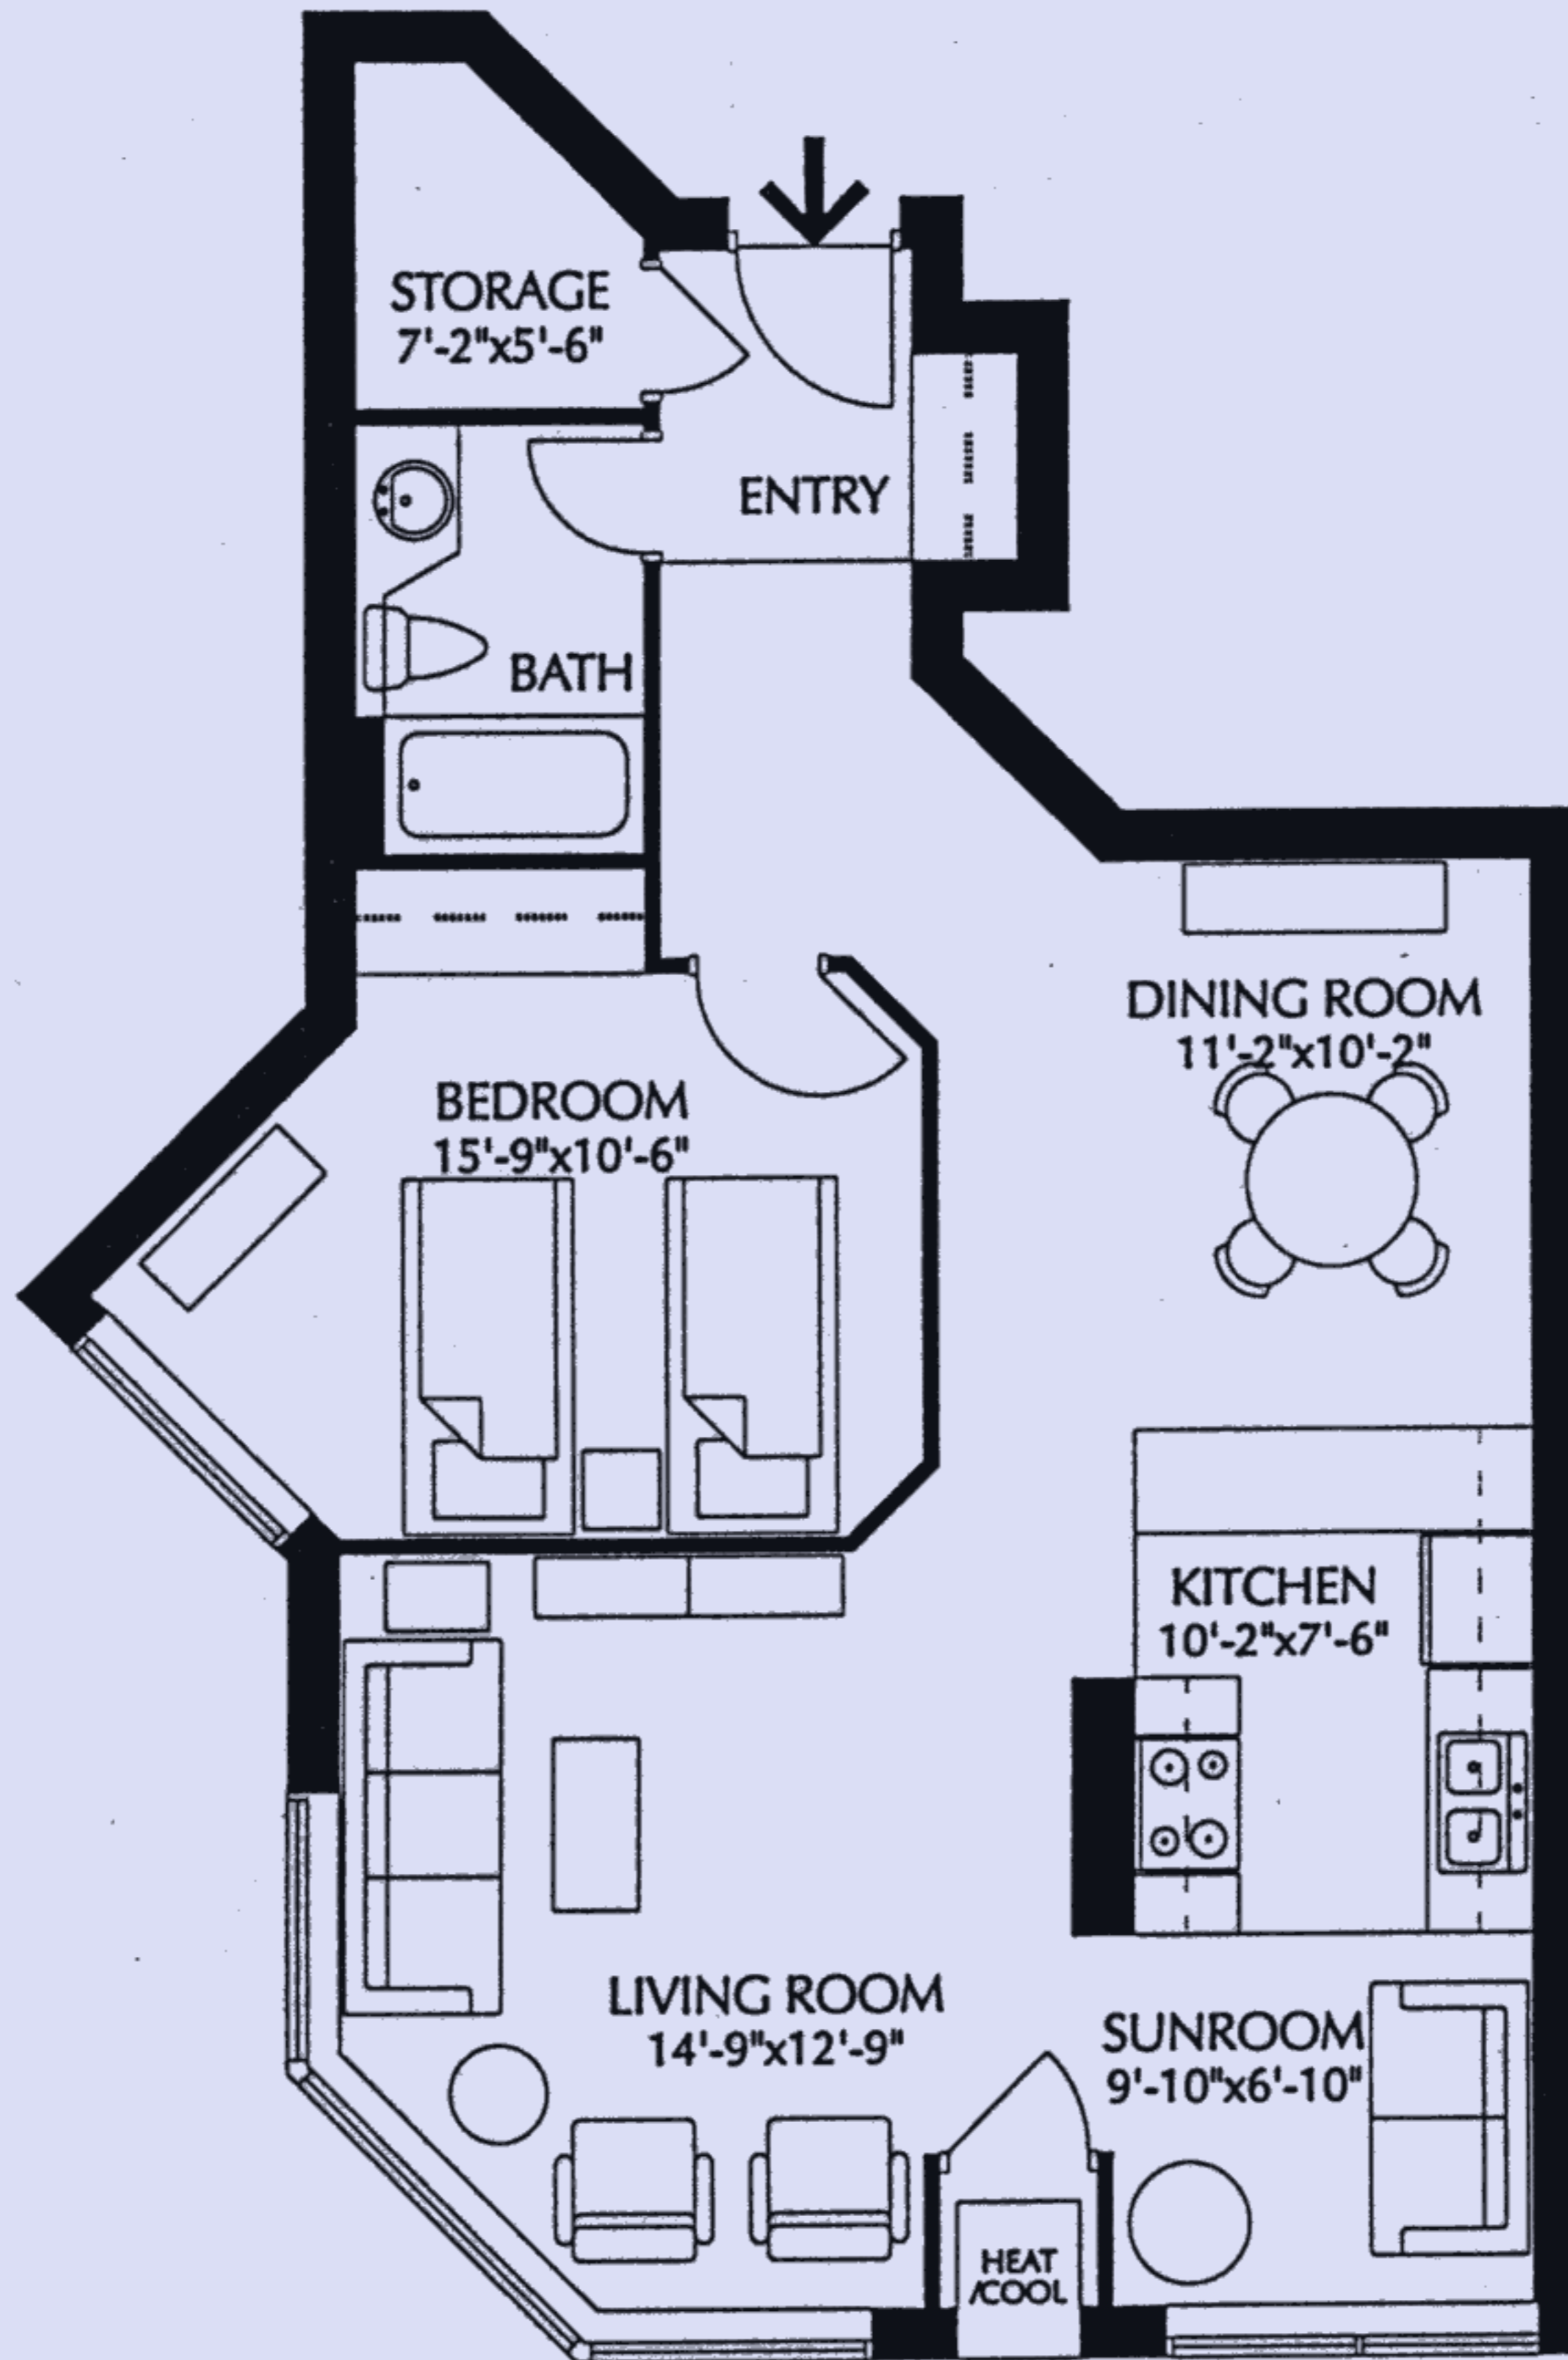 STORAGE
7'-2"x5'-6"
ENTRY
BATH
DINING ROOM
11'-2"x10'-2"
BEDROOM
15'-9"x10'-6"
KITCHEN
10'-2"x7'-6"
LIVING ROOM
14'-9"x12'-9"
SUNROOM
9'-10"x6'-10"
HEAT
/COOL